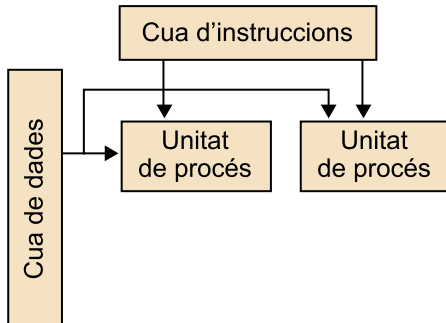 Cua d’instruccions
Cua de dades
Unitat
de procés
Unitat
de procés